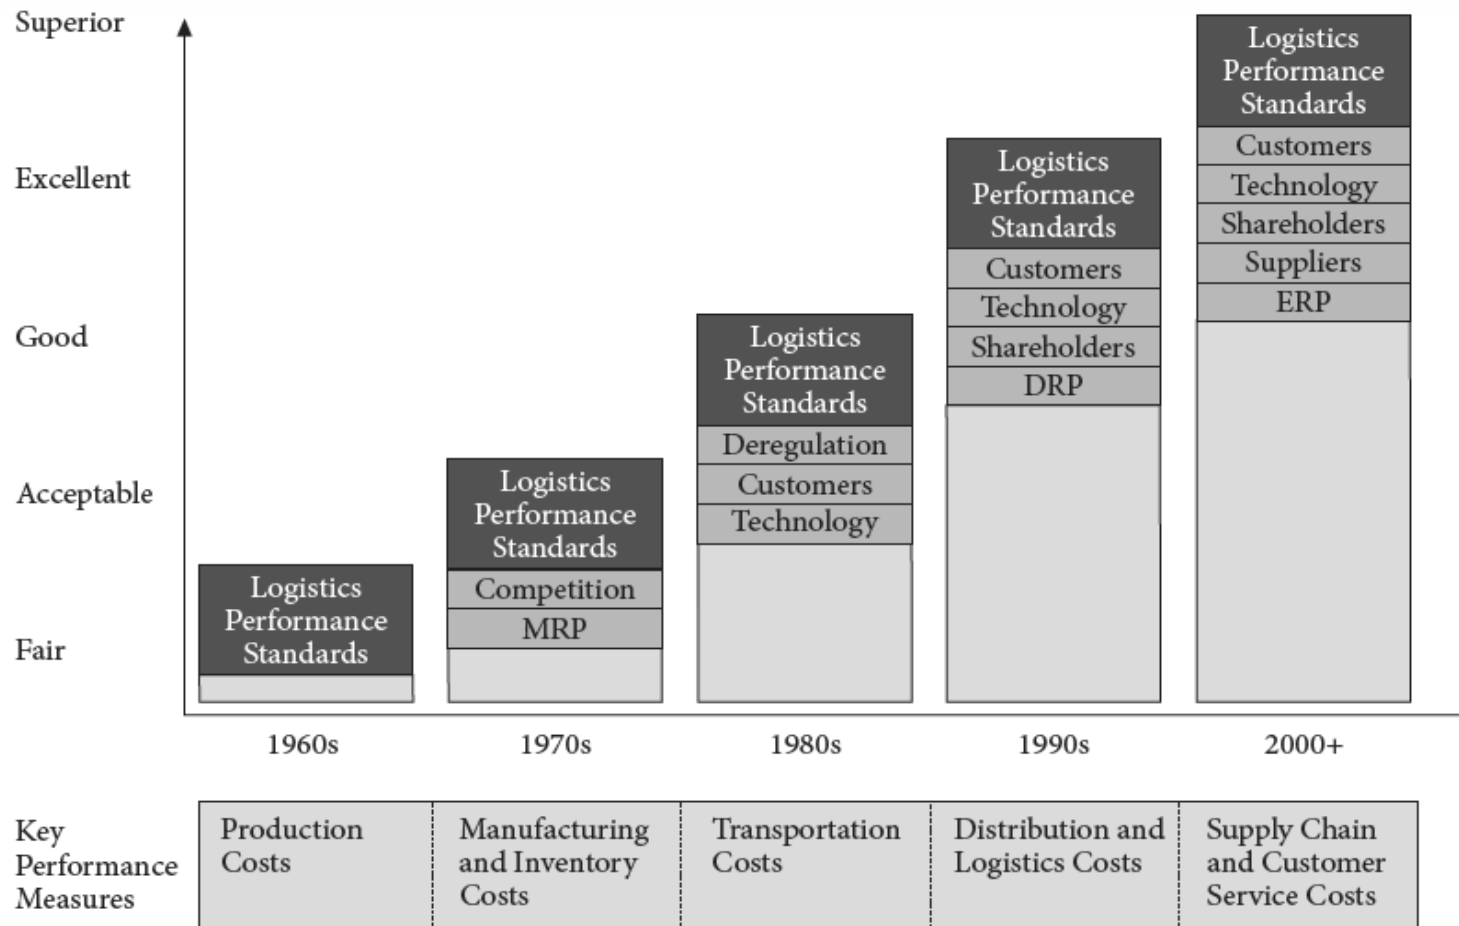 Superior
Excellent
Good
Acceptable
Fair
Logistics
Performance
Standards
Logistics
Performance
Standards
Competition
MRP
Logistics
Performance
Standards
Deregulation
Customers
Technology
Logistics
Performance
Standards
Customers
Technology
Shareholders
DRP
Logistics
Performance
Standards
Customers
Technology
Shareholders
Suppliers
ERP
1960s
1970s
1980s
1990s
2000+
Key
Performance
Measures
Production
Costs
Manufacturing
and Inventory
Costs
Transportation
Costs
Distribution and
Logistics Costs
Supply Chain
and Customer
Service Costs